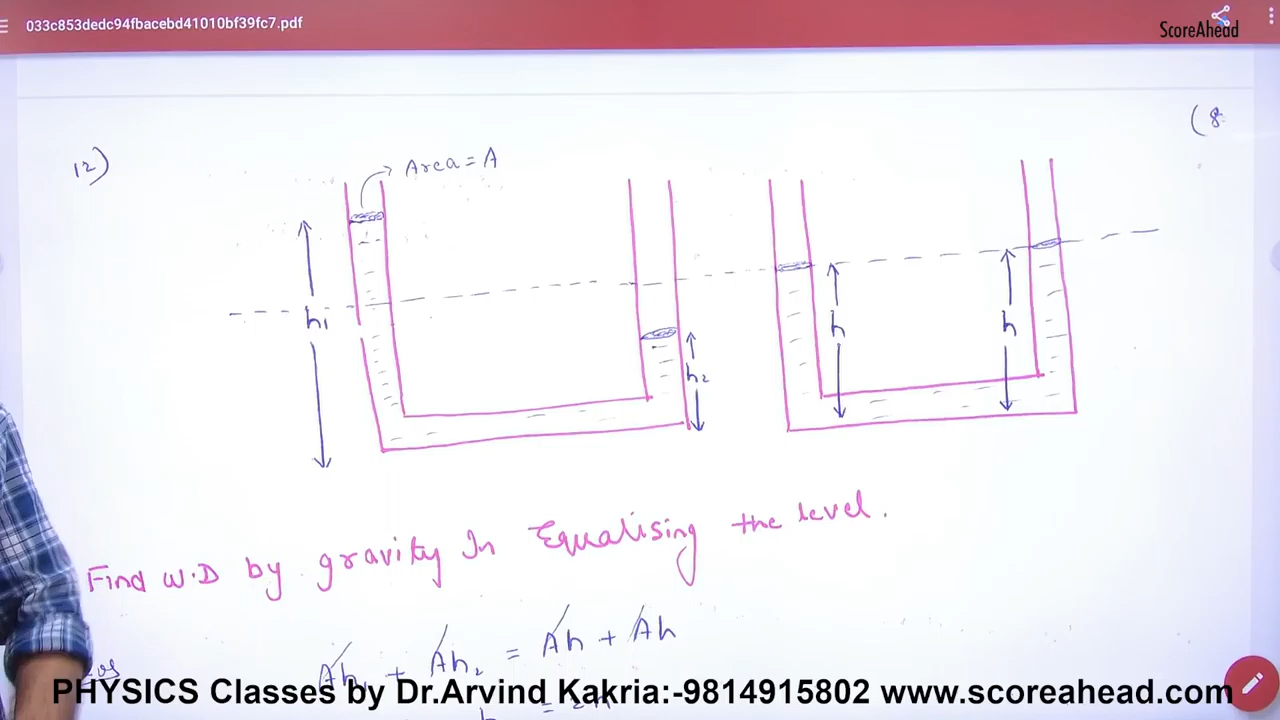 033c853dedc94fbacebd41010bf39fc7.pdf
ScoreAhead
(8
12)
Area = A
h1
h2
h
h
Find W.D by gravity In Equalising the level.
Ah1 + Ah2 = Ah + Ah
PHYSICS Classes by Dr.Arvind Kakria:-9814915802 www.scoreahead.com